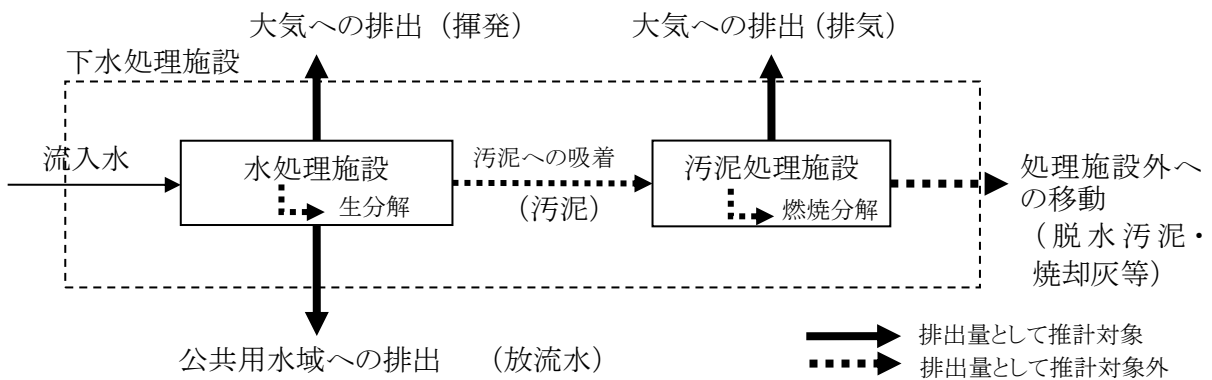 大気への排出（揮発）
大気への排出（排気）
下水処理施設
流入水
水処理施設
生分解
汚泥への吸着
（汚泥）
汚泥処理施設
燃焼分解
処理施設外へ
の移動
（脱水汚泥・
焼却灰等）
公共用水域への排出　（放流水）
排出量として推計対象
排出量として推計対象外